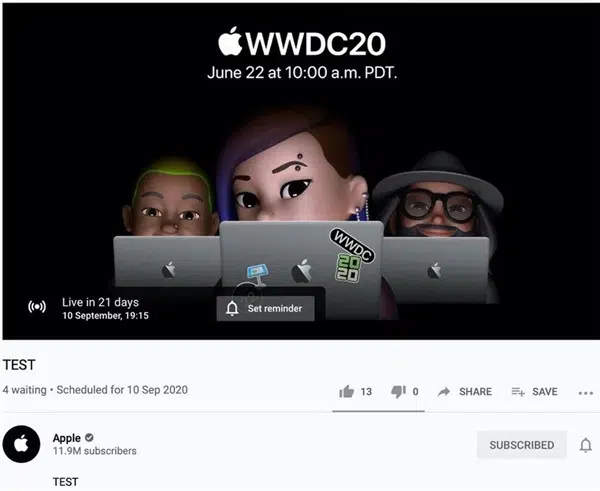 WWDC20
June 22 at 10:00 a.m. PDT.
WWDC
20
20
Live in 21 days
10 September, 19:15
Set reminder
TEST
4 waiting • Scheduled for 10 Sep 2020
13
0
SHARE
SAVE
Apple
11.9M subscribers
SUBSCRIBED
TEST